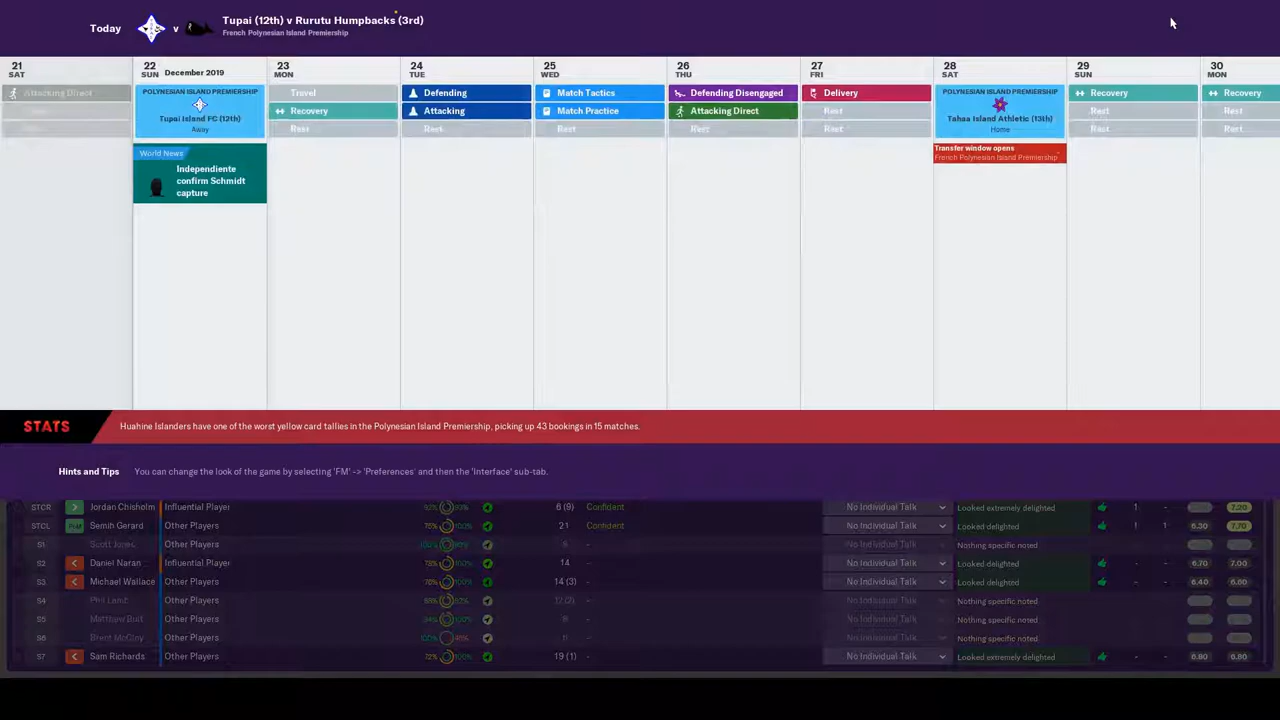 Today v Tupai (12th) v Rurutu Humpbacks (3rd)
French Polynesian Island Premiership
21 SAT
22 SUN December 2019
23 MON
24 TUE
25 WED
26 THU
27 FRI
28 SAT
29 SUN
30 MON
Attacking Direct
POLYNESIAN ISLAND PREMIERSHIP
Tupai Island FC (12th)
Away
World News
Independiente
confirm Schmidt
capture
Travel
Recovery
Rest
Defending
Attacking
Rest
Match Tactics
Match Practice
Rest
Defending Disengaged
Attacking Direct
Rest
Delivery
Rest
Rest
POLYNESIAN ISLAND PREMIERSHIP
Tahaa Island Athletic (13th)
Home
Transfer window opens
French Polynesian Island Premiership
Recovery
Rest
Rest
Recovery
Rest
Rest
STATS Huahine Islanders have one of the worst yellow card tallies in the Polynesian Island Premiership, picking up 43 bookings in 15 matches.
Hints and Tips You can change the look of the game by selecting 'FM' -> 'Preferences' and then the 'Interface' sub-tab.
STCR Jordan Chisholm Influential Player 6 (9) Confident No Individual Talk Looked extremely delighted 1 - 7.20
STCL Semih Gerard Other Players 75% 100% 21 Confident No Individual Talk Looked delighted 6.30 7.70
S1 Other Players - No Individual Talk Nothing specific noted
S2 Daniel Naran Influential Player 14 - No Individual Talk Looked delighted - - 6.70 7.00
S3 Michael Wallace Other Players 14 (3) - No Individual Talk Looked delighted - - 6.40 6.60
S4 Phil Lamb Other Players 12 (2) - No Individual Talk Nothing specific noted
S5 Other Players - No Individual Talk Nothing specific noted
S6 Brent McCloy Other Players - No Individual Talk Nothing specific noted
S7 Sam Richards Other Players 72% 100% 19 (1) - No Individual Talk Looked extremely delighted - - 6.80 6.80